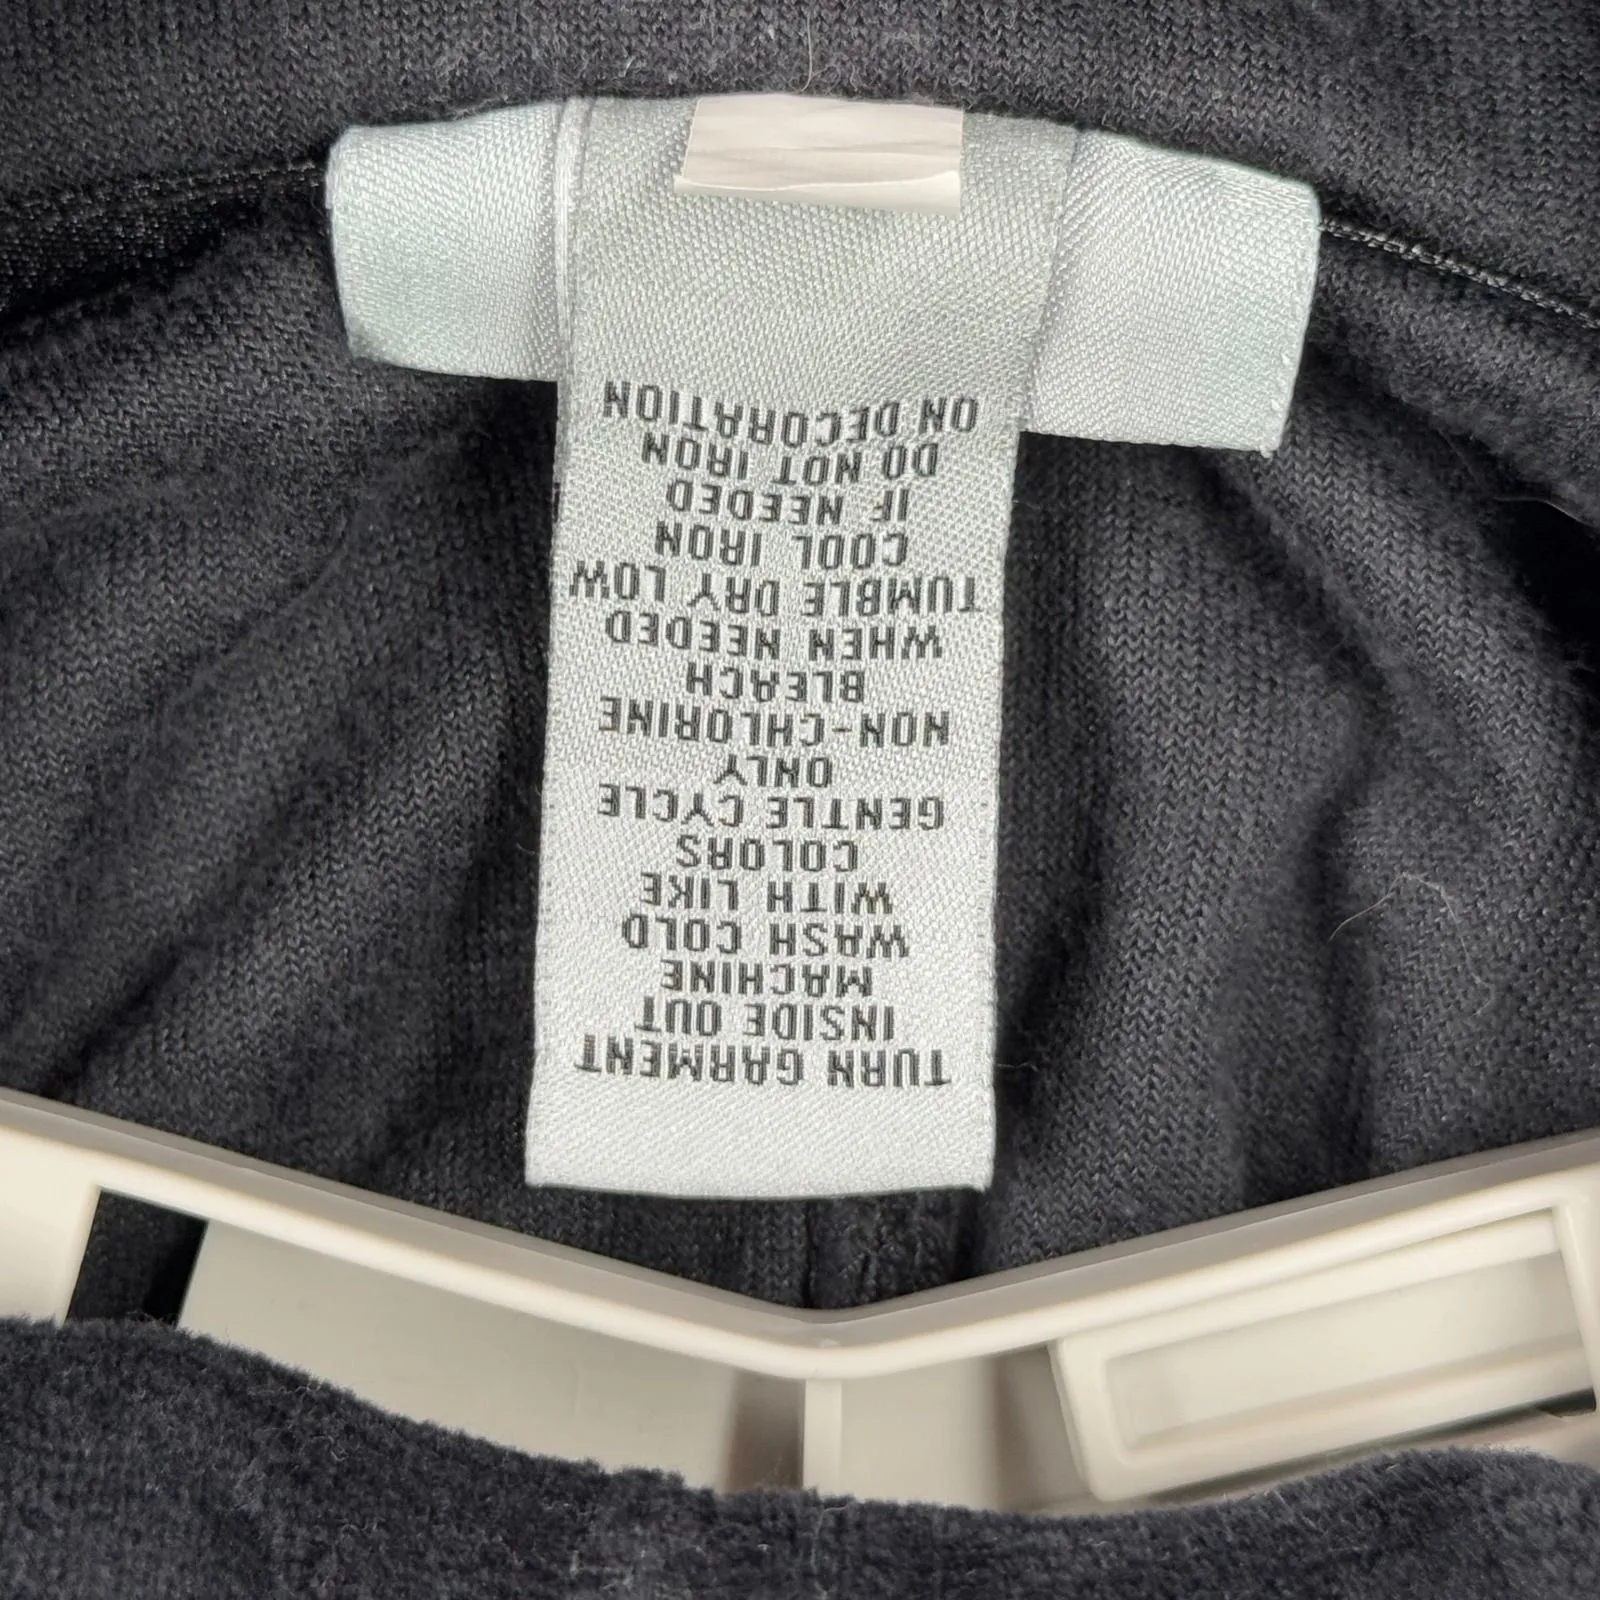 TURN GARMENT
INSIDE OUT
MACHINE
WASH COLD
WITH LIKE
COLORS
GENTLE CYCLE
ONLY
NON-CHLORINE
BLEACH
WHEN NEEDED
TUMBLE DRY LOW
COOL IRON
IF NEEDED
DO NOT IRON
ON DECORATION